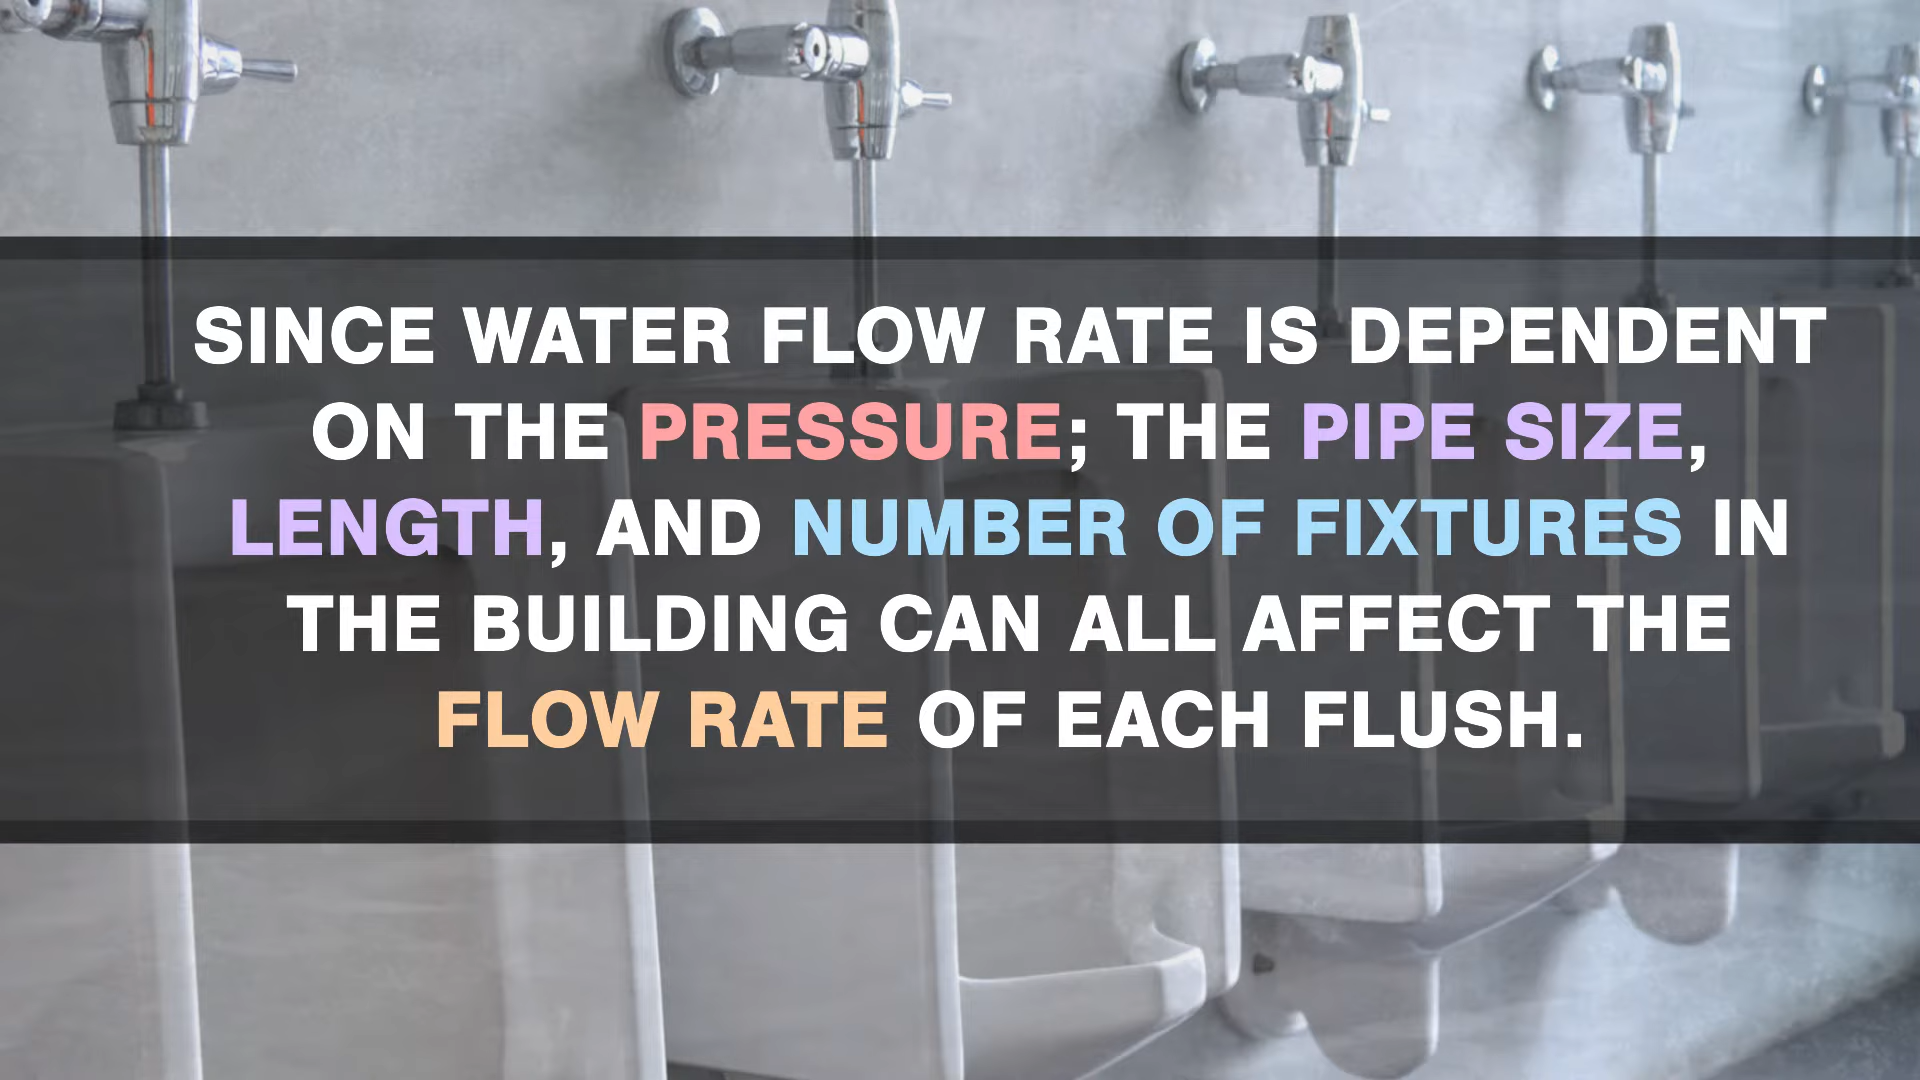 SINCE WATER FLOW RATE IS DEPENDENT
ON THE PRESSURE; THE PIPE SIZE,
LENGTH, AND NUMBER OF FIXTURES IN
THE BUILDING CAN ALL AFFECT THE
FLOW RATE OF EACH FLUSH.